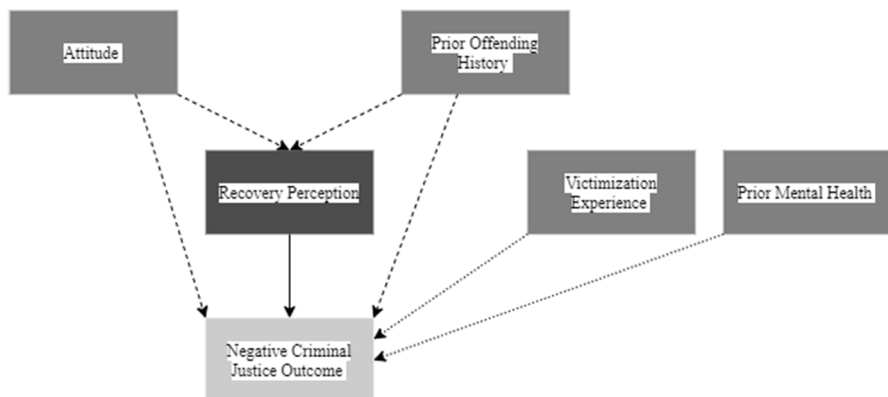 Attitude
Prior Offending
History
Recovery Perception
Victimization
Experience
Prior Mental Health
Negative Criminal
Justice Outcome